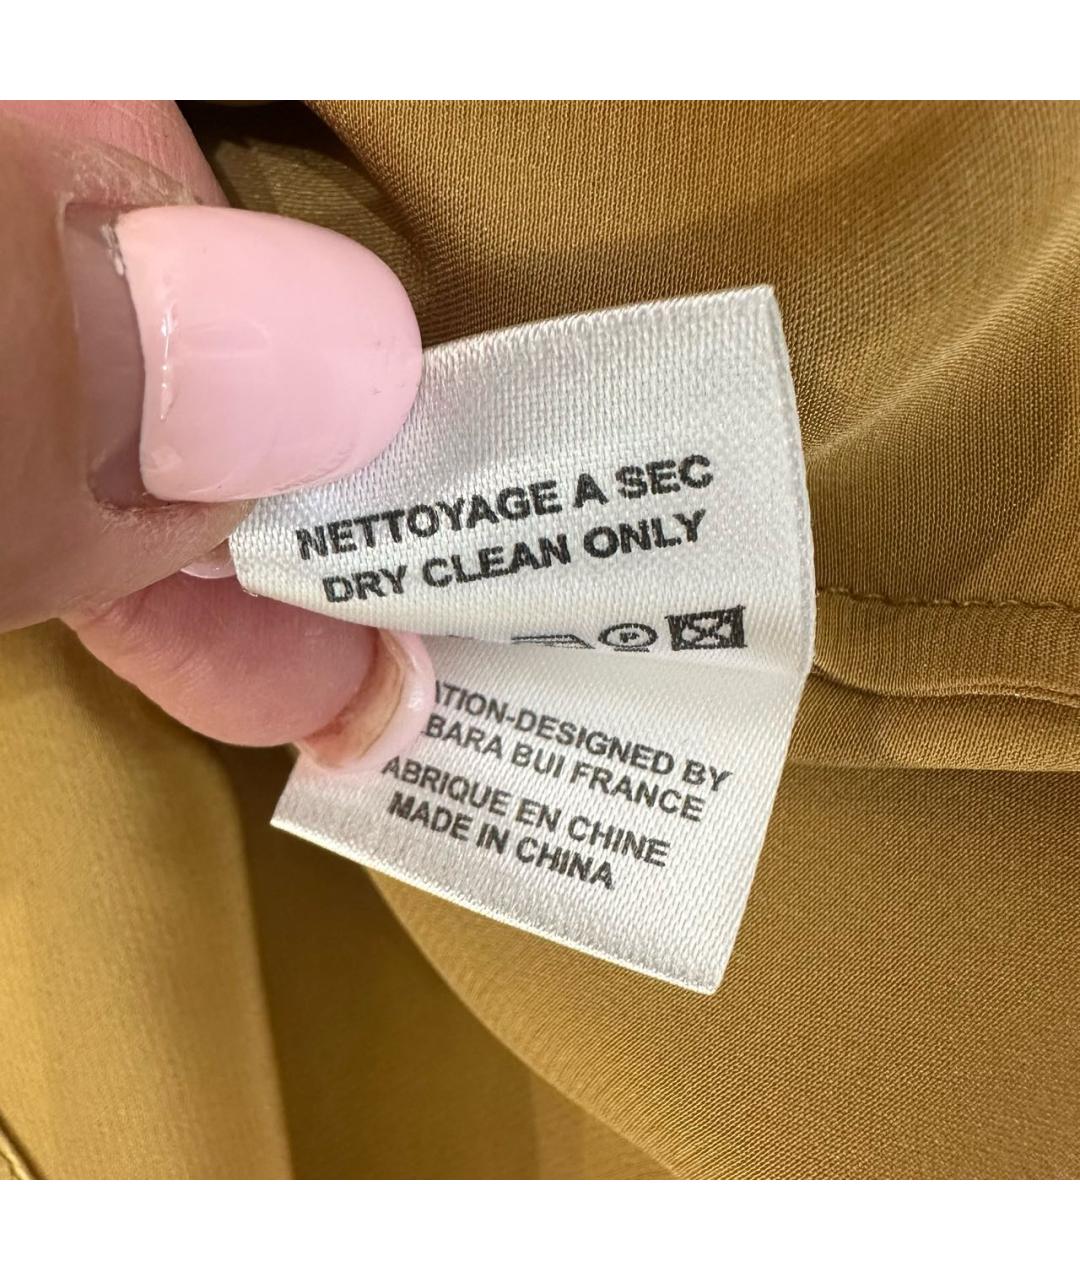 NETTOYAGE A SEC
DRY CLEAN ONLY
P
ATION-DESIGNED BY
BARA BUI FRANCE
ABRIQUE EN CHINE
MADE IN CHINA